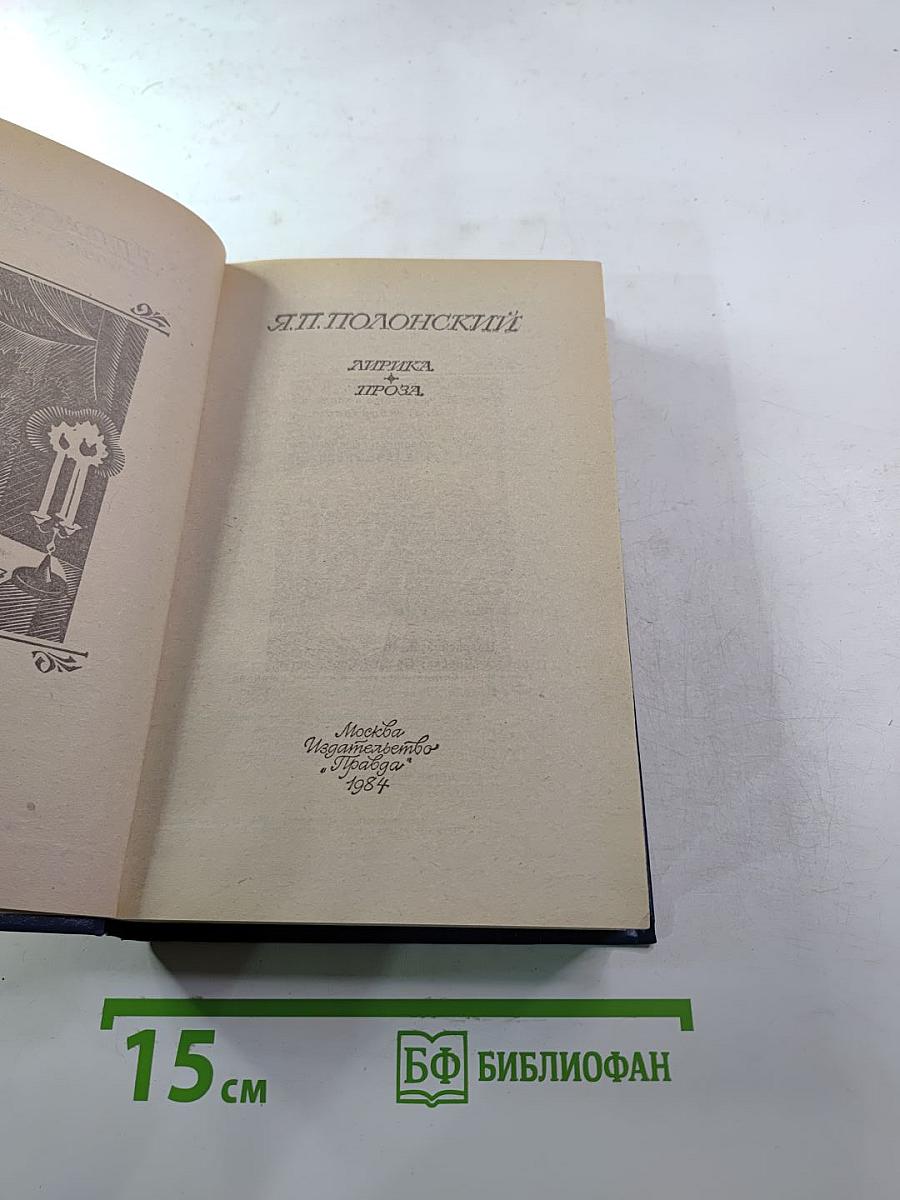 Я.П.ПОЛОНСКИЙ
ЛИРИКА
ПРОЗА
Москва
Издательство
„Правда“
1984
15 см
БФ БИБЛИОФАН